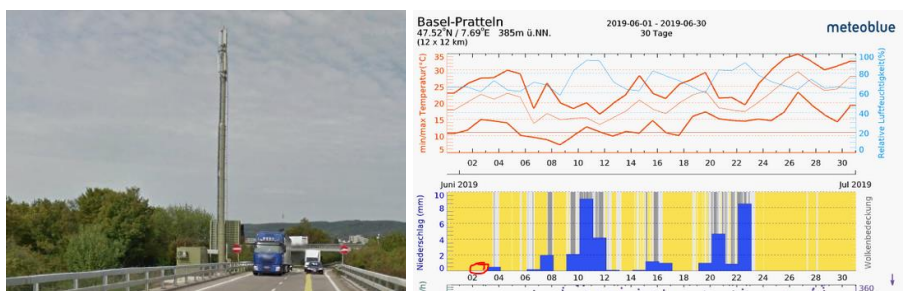 Basel-Pratteln
47.52°N / 7.69°E 385m ü.NN.
(12 x 12 km)
2019-06-01 - 2019-06-30
30 Tage
meteoblue
min/max Temperatur(°C)
35
30
25
20
15
10
5
100
80
60
40
20
0
Relative Luftfeuchtigkeit(%)
02 04 06 08 10 12 14 16 18 20 22 24 26 28 30
Juni 2019 Jul 2019
Niederschlag (mm)
10
8
6
4
2
0
Wolkenbedeckung
02 04 06 08 10 12 14 16 18 20 22 24 26 28 30
360